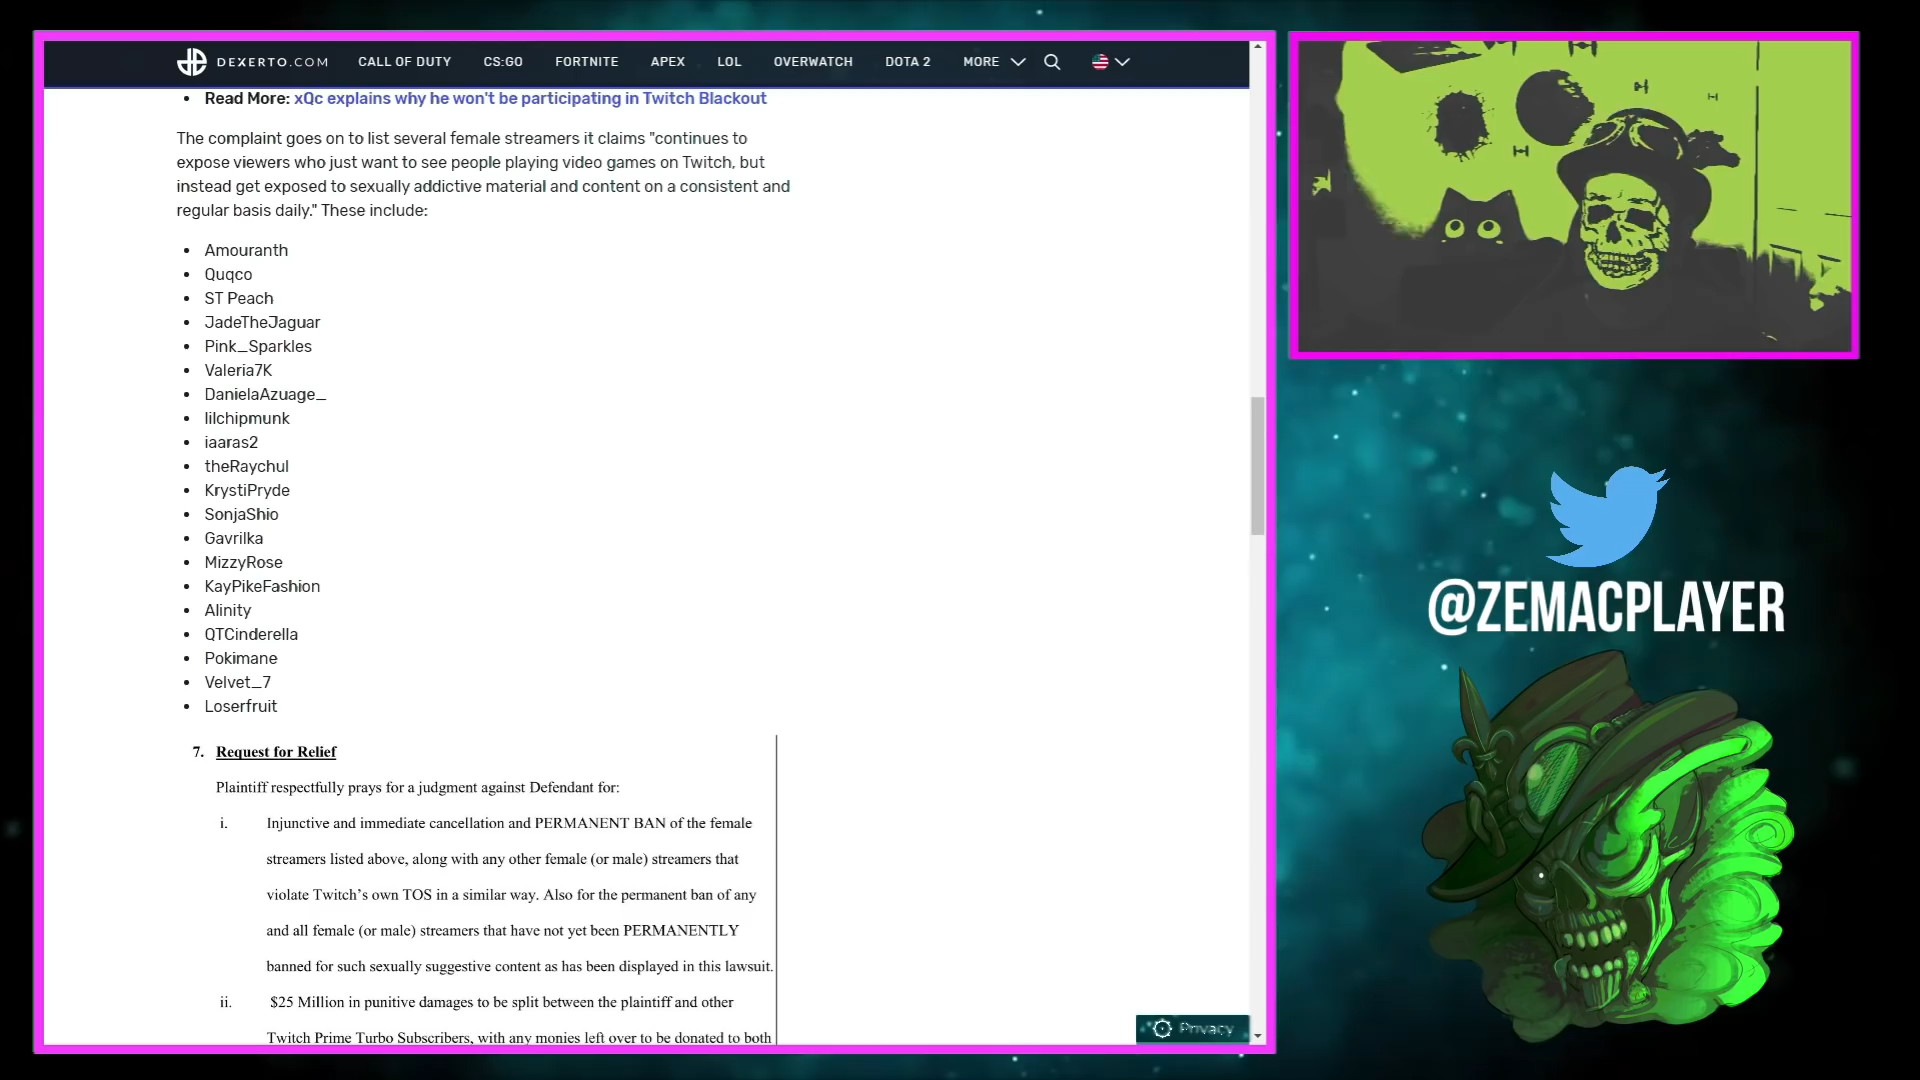 DEXERTO.COM CALL OF DUTY CS:GO FORTNITE APEX LOL OVERWATCH DOTA 2 MORE
Read More: xQc explains why he won't be participating in Twitch Blackout
The complaint goes on to list several female streamers it claims "continues to
expose viewers who just want to see people playing video games on Twitch, but
instead get exposed to sexually addictive material and content on a consistent and
regular basis daily." These include:
Amouranth
Quqco
ST Peach
JadeTheJaguar
Pink_Sparkles
Valeria7K
DanielaAzuage_
lilchipmunk
iaaras2
theRaychul
KrystiPryde
SonjaShio
Gavrilka
MizzyRose
KayPikeFashion
Alinity
QTCinderella
Pokimane
Velvet_7
Loserfruit
7. Request for Relief
Plaintiff respectfully prays for a judgment against Defendant for:
i. Injunctive and immediate cancellation and PERMANENT BAN of the female
streamers listed above, along with any other female (or male) streamers that
violate Twitch's own TOS in a similar way. Also for the permanent ban of any
and all female (or male) streamers that have not yet been PERMANENTLY
banned for such sexually suggestive content as has been displayed in this lawsuit.
ii. $25 Million in punitive damages to be split between the plaintiff and other
Twitch Prime Turbo Subscribers, with any monies left over to be donated to both
Privacy
@ZEMACPLAYER